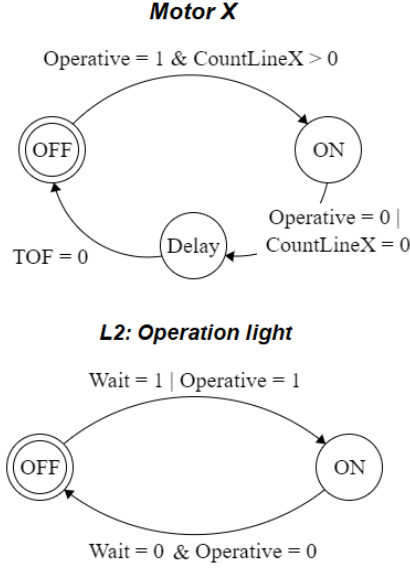 Motor X
Operative = 1 & CountLineX > 0
OFF
ON
Operative = 0 |
CountLineX = 0
Delay
TOF = 0
L2: Operation light
Wait = 1 | Operative = 1
OFF
ON
Wait = 0 & Operative = 0